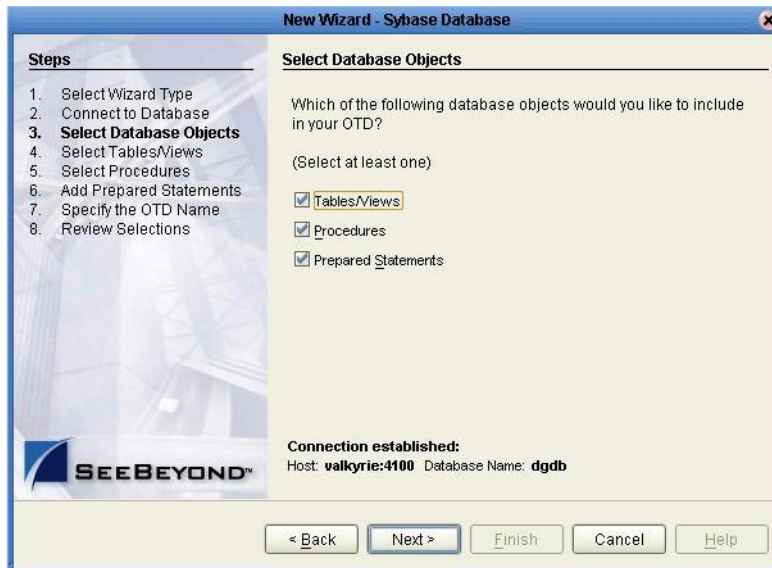 New Wizard - Sybase Database
Steps
1. Select Wizard Type
2. Connect to Database
3. Select Database Objects
4. Select Tables/Views
5. Select Procedures
6. Add Prepared Statements
7. Specify the OTD Name
8. Review Selections
SEEBEYOND™
Select Database Objects
Which of the following database objects would you like to include
in your OTD?
(Select at least one)
Tables/Views
Procedures
Prepared Statements
Connection established:
Host: valkyrie:4100 Database Name: dgdb
< Back
Next >
Finish
Cancel
Help